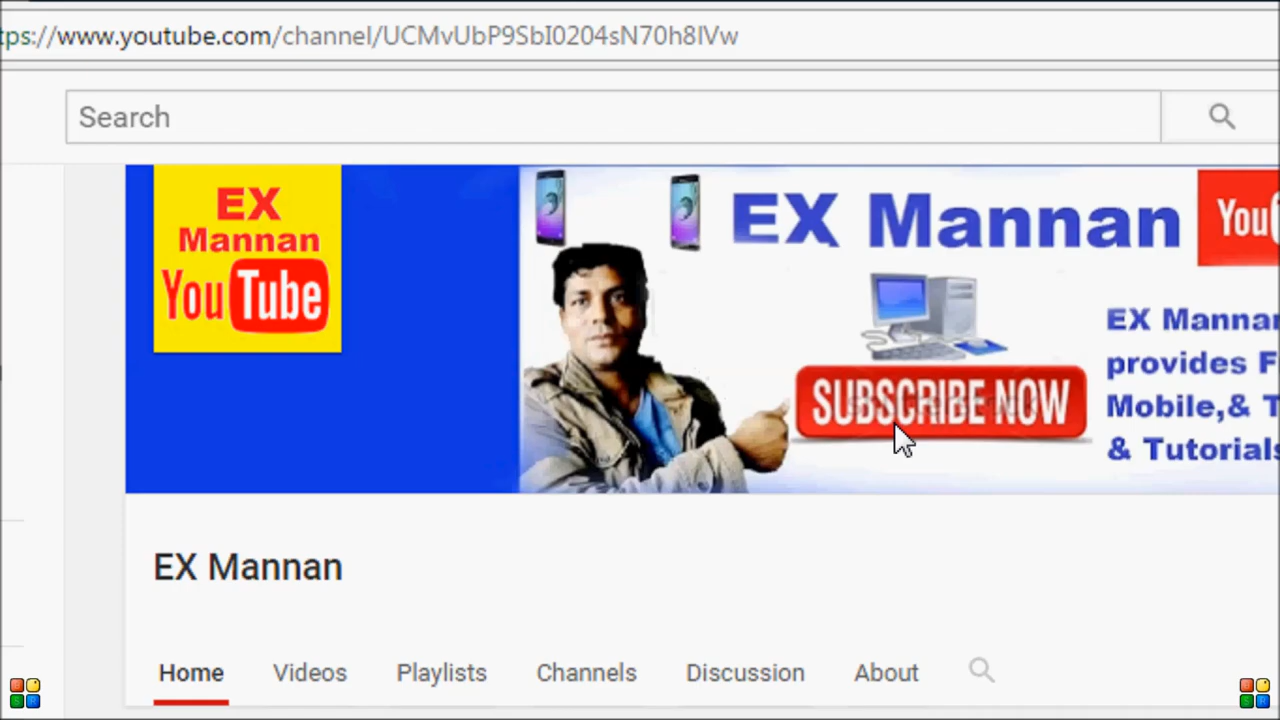 tps://www.youtube.com/channel/UCMvUbP9SbI0204sN70h8IVw
Search
EX
Mannan
YouTube
EX Mannan
You
SUBSCRIBE NOW
EX Manna
provides F
Mobile,& T
& Tutorials
EX Mannan
Home Videos Playlists Channels Discussion About